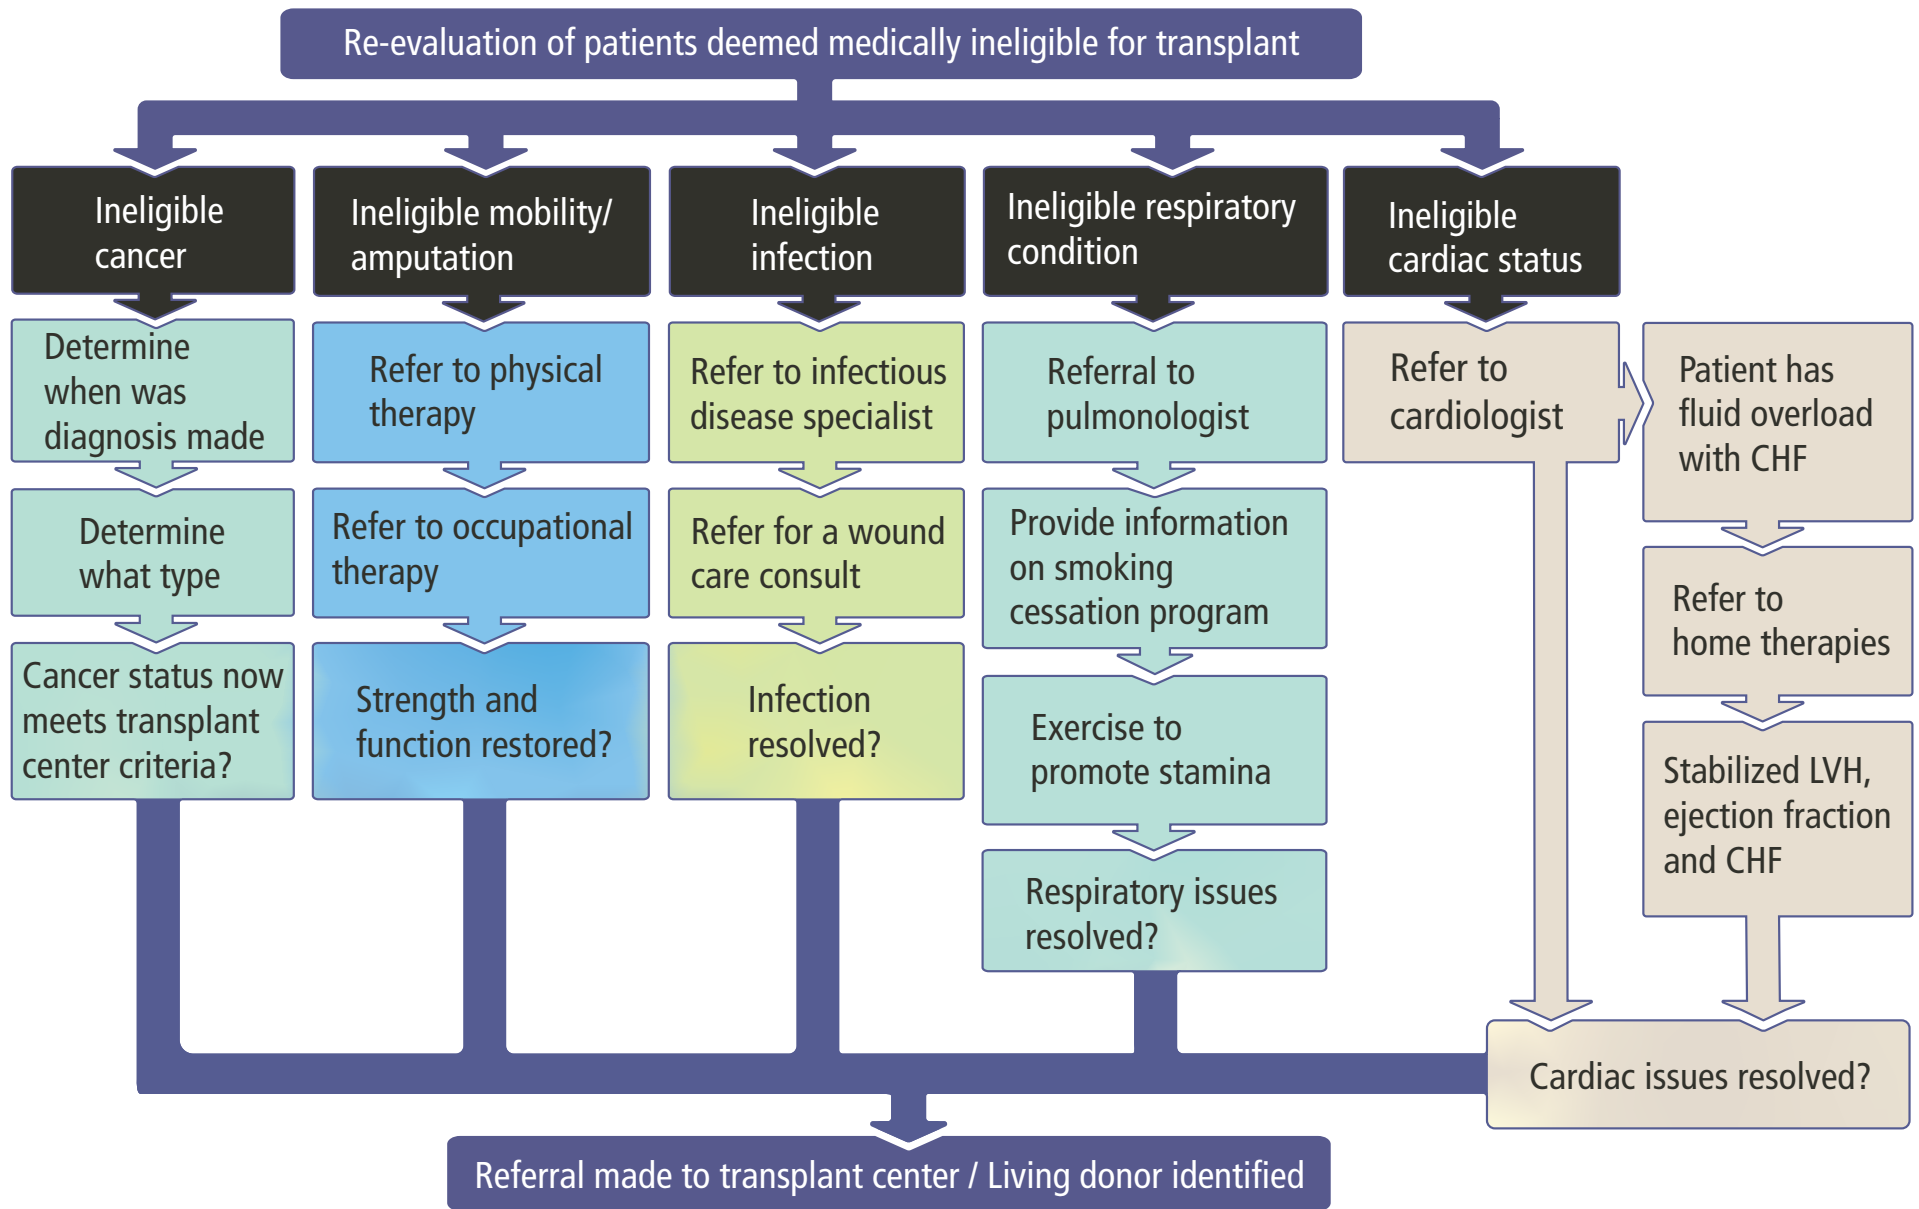 Re-evaluation of patients deemed medically ineligible for transplant
Ineligible
cancer
Determine
when was
diagnosis made
Determine
what type
Cancer status now
meets transplant
center criteria?
Ineligible mobility/
amputation
Refer to physical
therapy
Refer to occupational
therapy
Strength and
function restored?
Ineligible
infection
Refer to infectious
disease specialist
Refer for a wound
care consult
Infection
resolved?
Ineligible respiratory
condition
Referral to
pulmonologist
Provide information
on smoking
cessation program
Exercise to
promote stamina
Respiratory issues
resolved?
Ineligible
cardiac status
Refer to
cardiologist
Patient has
fluid overload
with CHF
Refer to
home therapies
Stabilized LVH,
ejection fraction
and CHF
Cardiac issues resolved?
Referral made to transplant center / Living donor identified